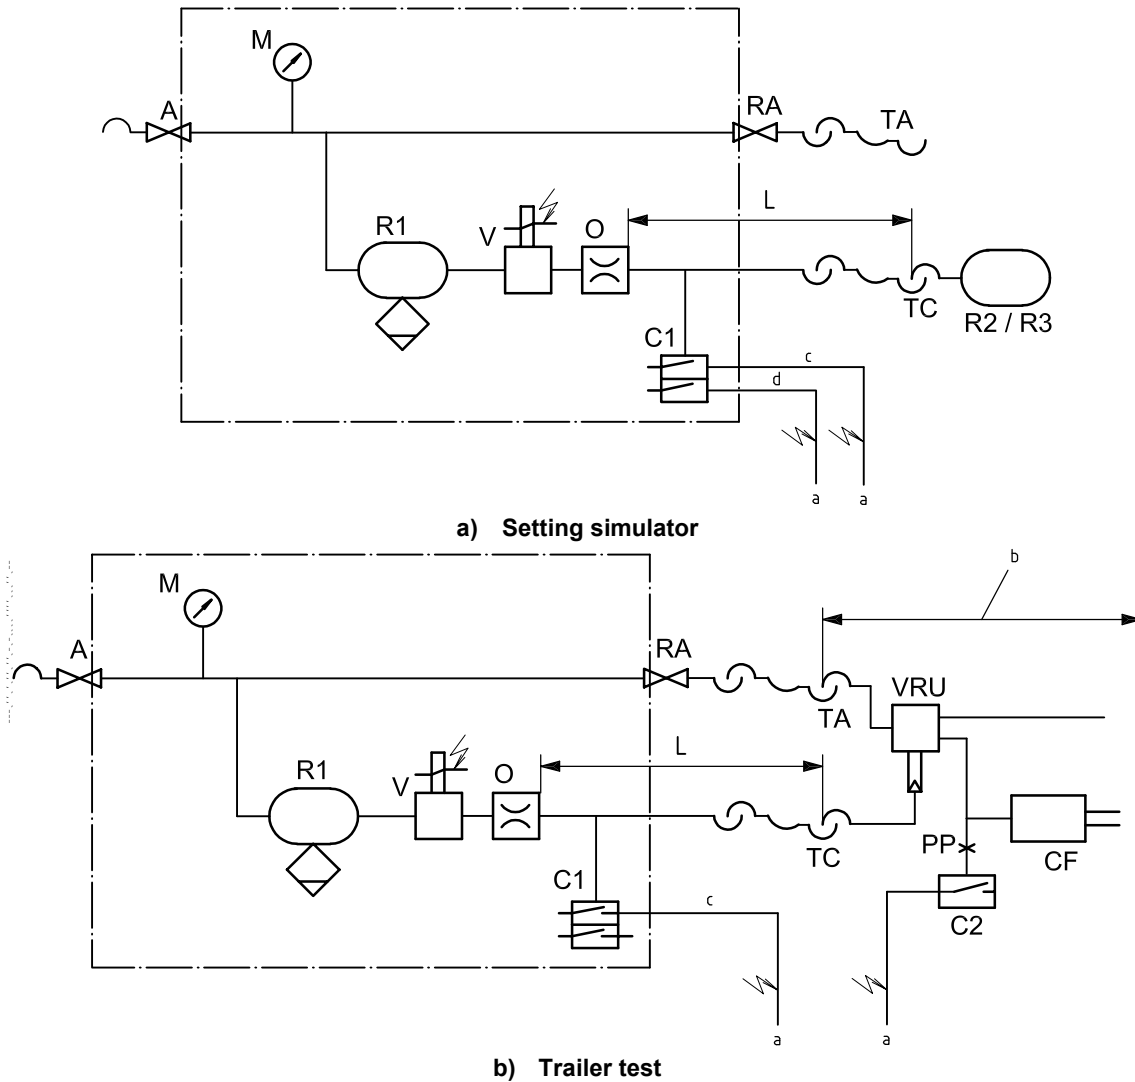 M
A
RA
TA
L
R1
V
O
TC
R2 / R3
C1
c
d
a
a
a) Setting simulator
b
M
A
RA
TA
VRU
L
R1
V
O
TC
PP
CF
C1
c
C2
a
a
b) Trailer test